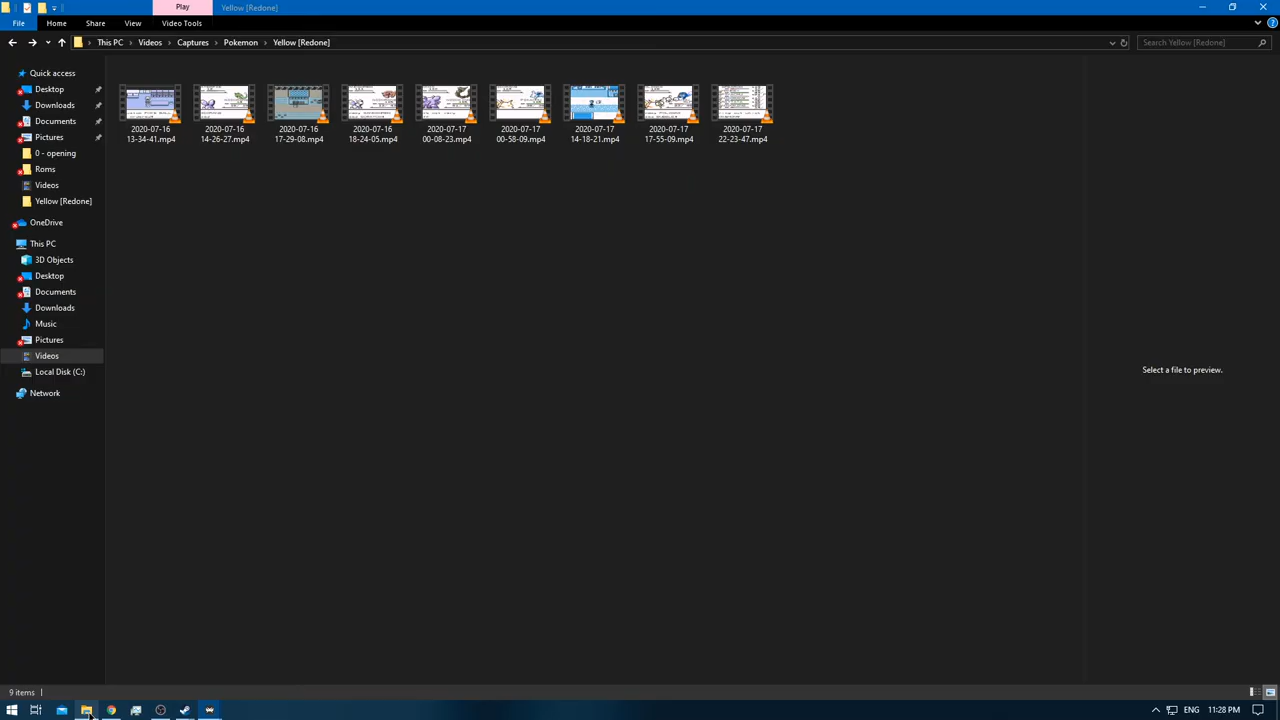 Play
Yellow [Redone]
File
Home
Share
View
Video Tools
This PC
Videos
Captures
Pokemon
Yellow [Redone]
Search Yellow [Redone]
Quick access
Desktop
Downloads
Documents
Pictures
0 - opening
Roms
Videos
Yellow [Redone]
OneDrive
This PC
3D Objects
Desktop
Documents
Downloads
Music
Pictures
Videos
Local Disk (C:)
Network
2020-07-16
13-34-41.mp4
2020-07-16
14-26-27.mp4
2020-07-16
17-29-08.mp4
2020-07-16
18-24-05.mp4
2020-07-17
00-08-23.mp4
2020-07-17
00-58-09.mp4
2020-07-17
14-18-21.mp4
2020-07-17
17-55-09.mp4
2020-07-17
22-23-47.mp4
Select a file to preview.
9 items
ENG
11:28 PM